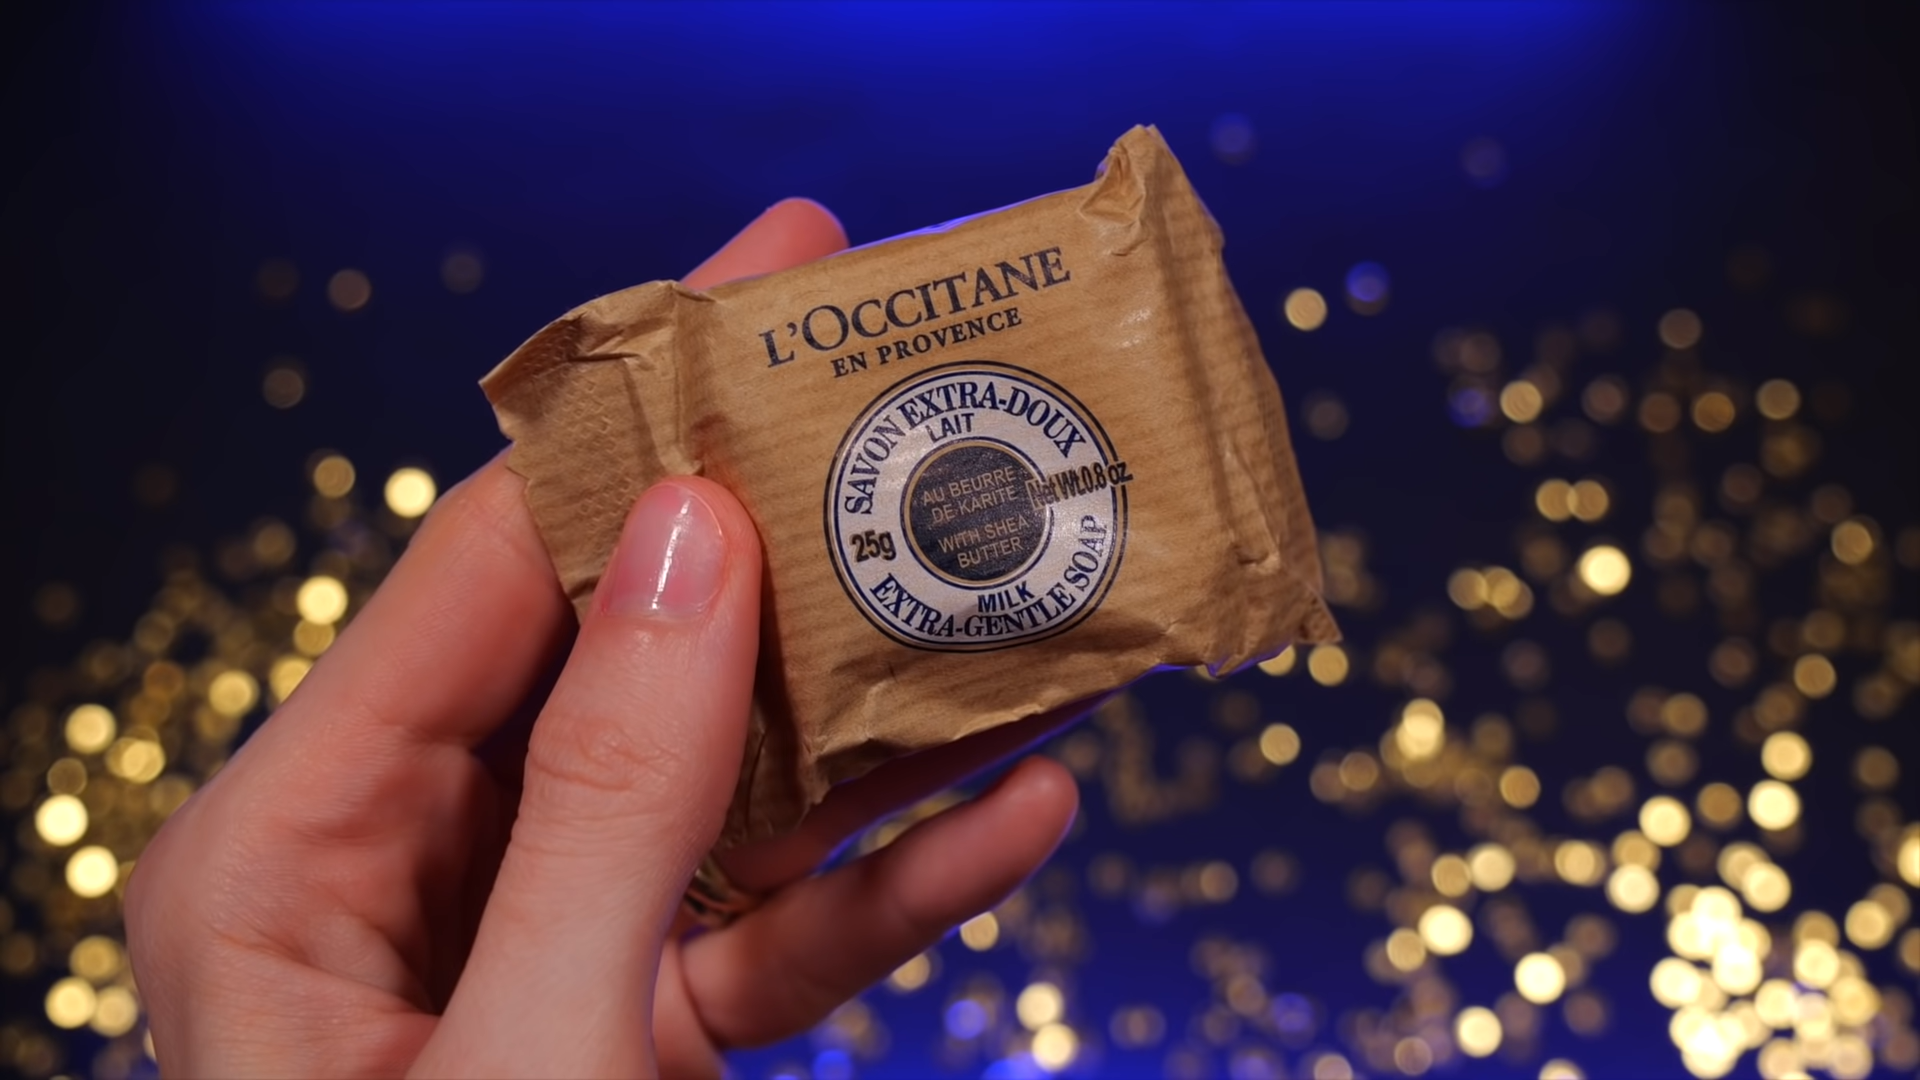 L'OCCITANE
EN PROVENCE
SAVON EXTRA-DOUX
LAIT
AU BEURRE
DE KARITE
WITH SHEA
BUTTER
25g
Net Wt.0.8 oz
MILK
EXTRA-GENTLE SOAP